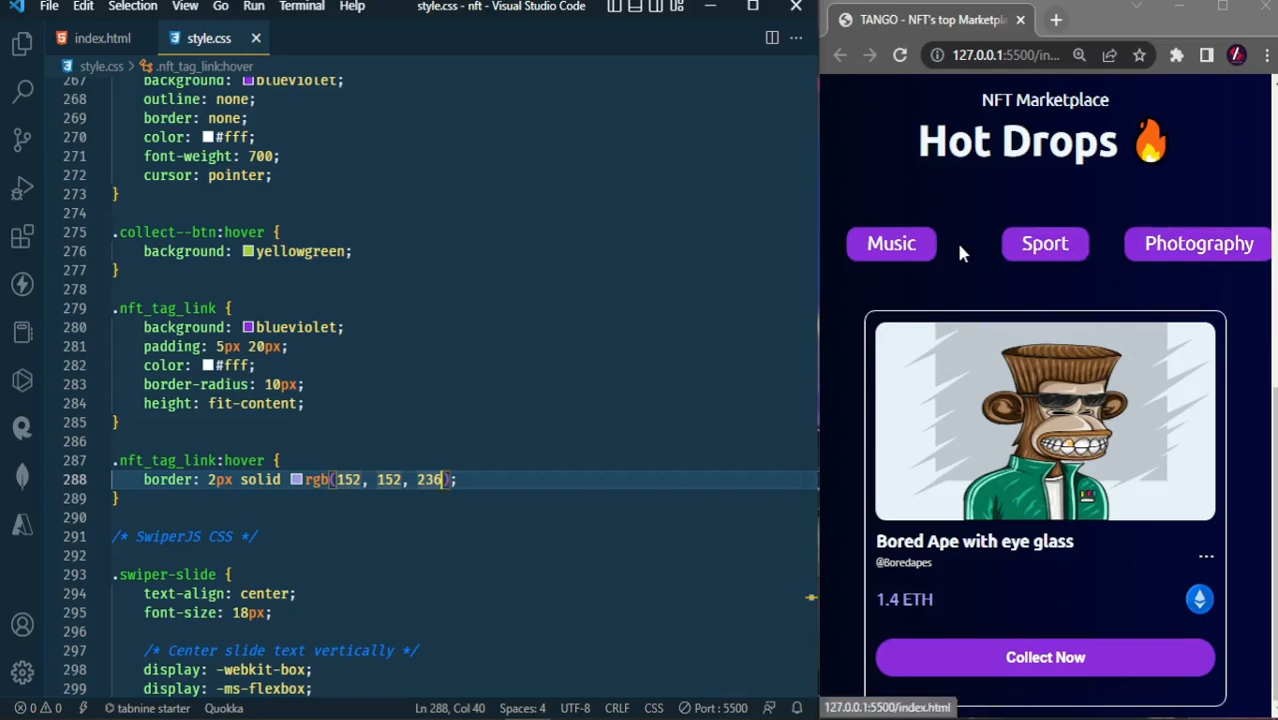 File Edit Selection View Go Run Terminal Help style.css - nft - Visual Studio Code
index.html
style.css
style.css > .nft_tag_link:hover
267 background: blueviolet;
268 outline: none;
269 border: none;
270 color: #fff;
271 font-weight: 700;
272 cursor: pointer;
273 }
274
275 .collect--btn:hover {
276 background: yellowgreen;
277 }
278
279 .nft_tag_link {
280 background: blueviolet;
281 padding: 5px 20px;
282 color: #fff;
283 border-radius: 10px;
284 height: fit-content;
285 }
286
287 .nft_tag_link:hover {
288 border: 2px solid rgb(152, 152, 236);
289 }
290
291 /* SwiperJS CSS */
292
293 .swiper-slide {
294 text-align: center;
295 font-size: 18px;
296
297 /* Center slide text vertically */
298 display: -webkit-box;
299 display: -ms-flexbox;
0 0 tabnine starter Quokka Ln 288, Col 40 Spaces: 4 UTF-8 CRLF CSS Port : 5500
TANGO - NFT's top Marketpla
127.0.0.1:5500/in...
NFT Marketplace
Hot Drops 🔥
Music
Sport
Photography
Bored Ape with eye glass
@Boredapes
...
1.4 ETH
Collect Now
127.0.0.1:5500/index.html